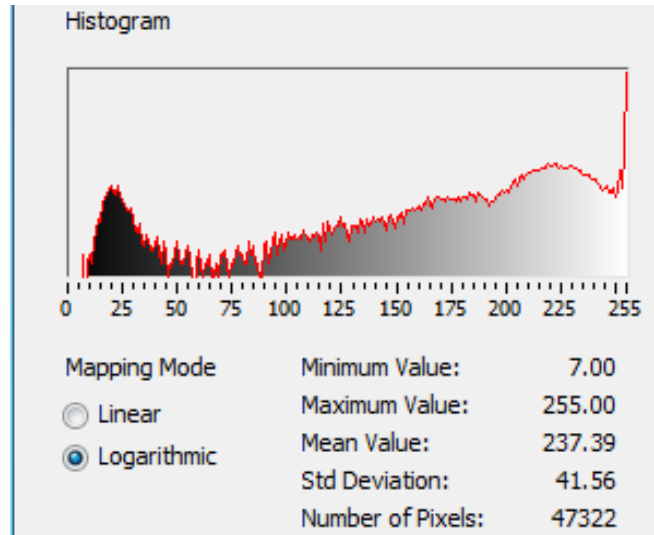 Histogram
0 25 50 75 100 125 150 175 200 225 255
Mapping Mode
Linear
Logarithmic
Minimum Value: 7.00
Maximum Value: 255.00
Mean Value: 237.39
Std Deviation: 41.56
Number of Pixels: 47322